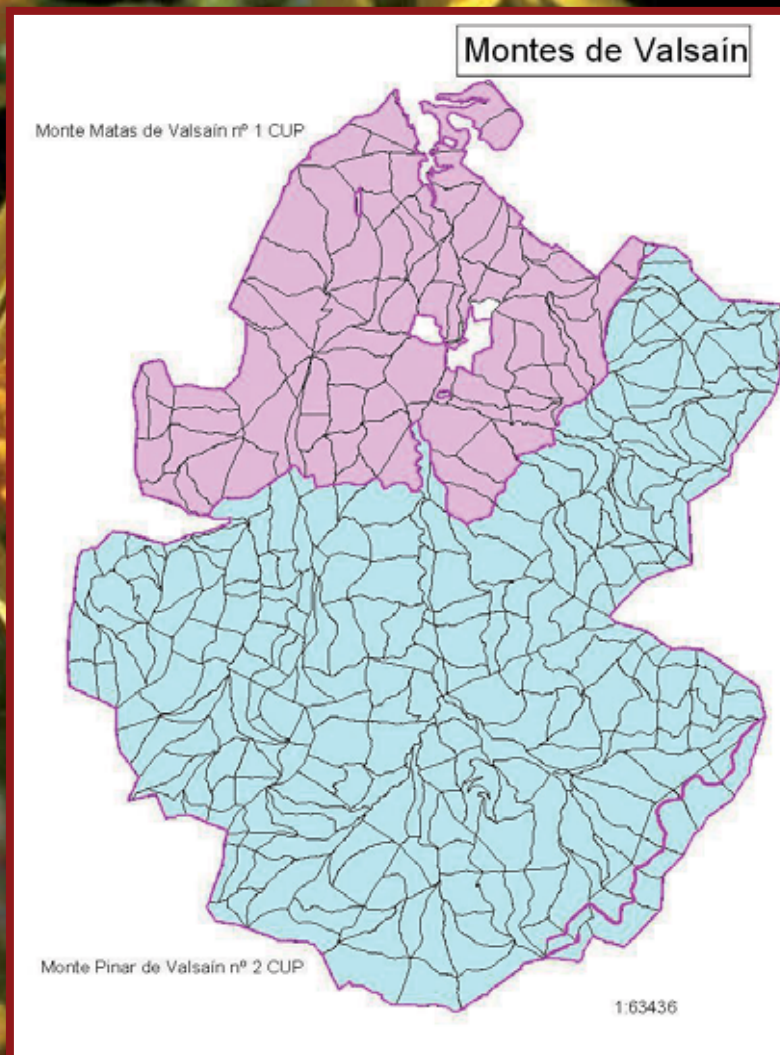 Montes de Valsaín
Monte Matas de Valsaín nº 1 CUP
Monte Pinar de Valsaín nº 2 CUP
1:63436